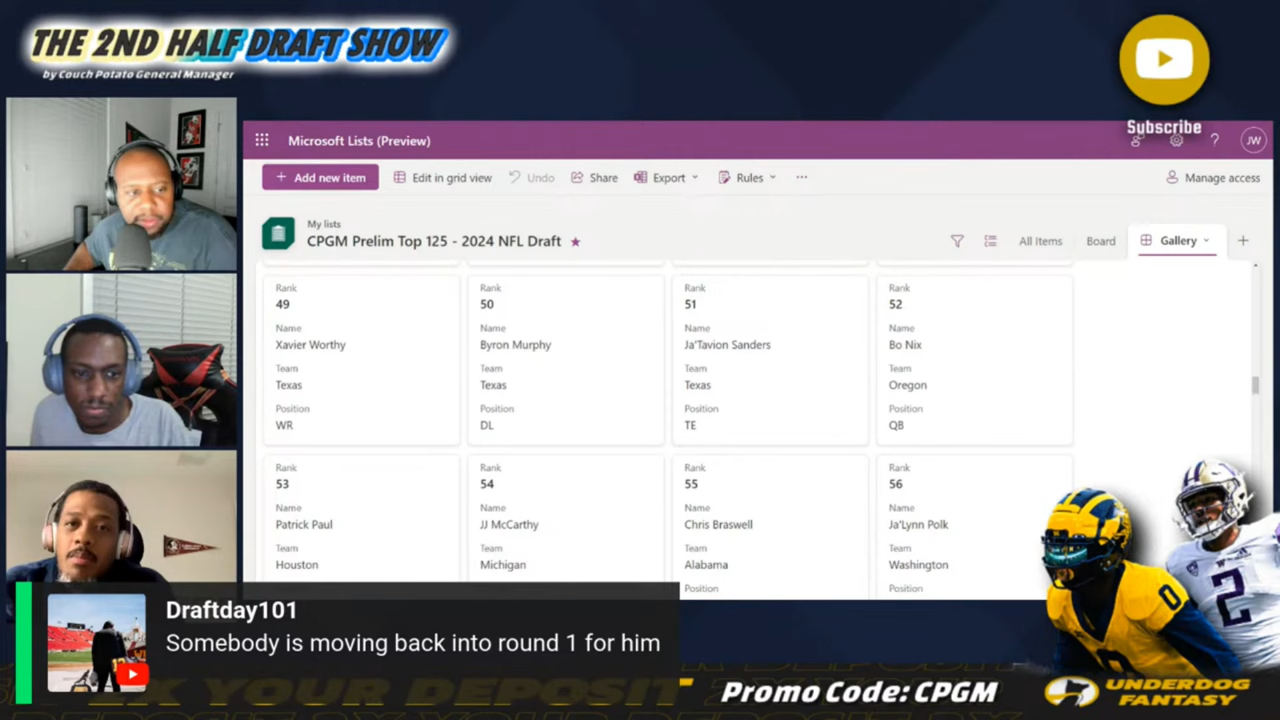 THE 2ND HALF DRAFT SHOW
by Couch Potato General Manager
Subscribe
Microsoft Lists (Preview)
?
JW
+ Add new item
Edit in grid view
Undo
Share
Export
Rules
...
Manage access
My lists
CPGM Prelim Top 125 - 2024 NFL Draft ★
All Items
Board
Gallery
+
Rank
49
Name
Xavier Worthy
Team
Texas
Position
WR
Rank
50
Name
Byron Murphy
Team
Texas
Position
DL
Rank
51
Name
Ja'Tavion Sanders
Team
Texas
Position
TE
Rank
52
Name
Bo Nix
Team
Oregon
Position
QB
Rank
53
Name
Patrick Paul
Team
Houston
Rank
54
Name
JJ McCarthy
Team
Michigan
Rank
55
Name
Chris Braswell
Team
Alabama
Position
Rank
56
Name
Ja'Lynn Polk
Team
Washington
Position
0
2
Draftday101
Somebody is moving back into round 1 for him
YOUR DEPOSIT
Promo Code: CPGM
UNDERDOG
FANTASY